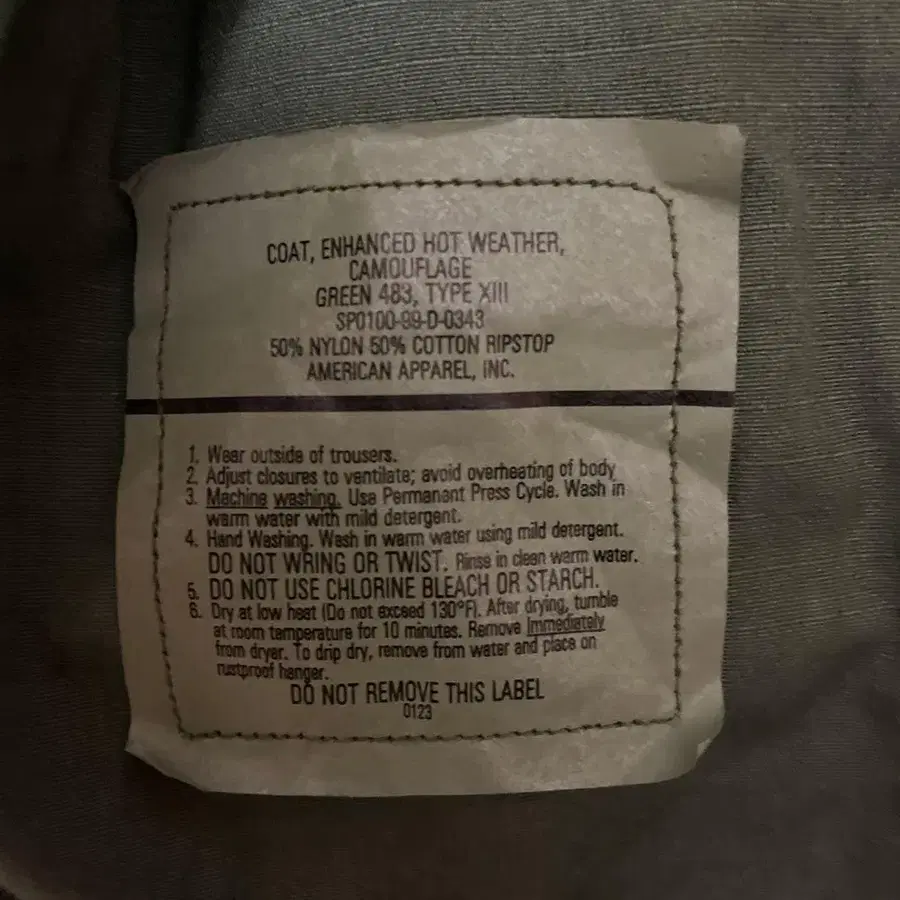 COAT, ENHANCED HOT WEATHER,
CAMOUFLAGE
GREEN 483, TYPE XIII
SP0100-99-D-0343
50% NYLON 50% COTTON RIPSTOP
AMERICAN APPAREL, INC.
1. Wear outside of trousers.
2. Adjust closures to ventilate; avoid overheating of body
3. Machine washing. Use Permanent Press Cycle. Wash in
warm water with mild detergent.
4. Hand Washing. Wash in warm water using mild detergent.
DO NOT WRING OR TWIST. Rinse in clean warm water.
5. DO NOT USE CHLORINE BLEACH OR STARCH.
6. Dry at low heat (Do not exceed 130°F). After drying, tumble
at room temperature for 10 minutes. Remove Immediately
from dryer. To drip dry, remove from water and place on
rustproof hanger.
DO NOT REMOVE THIS LABEL
0123